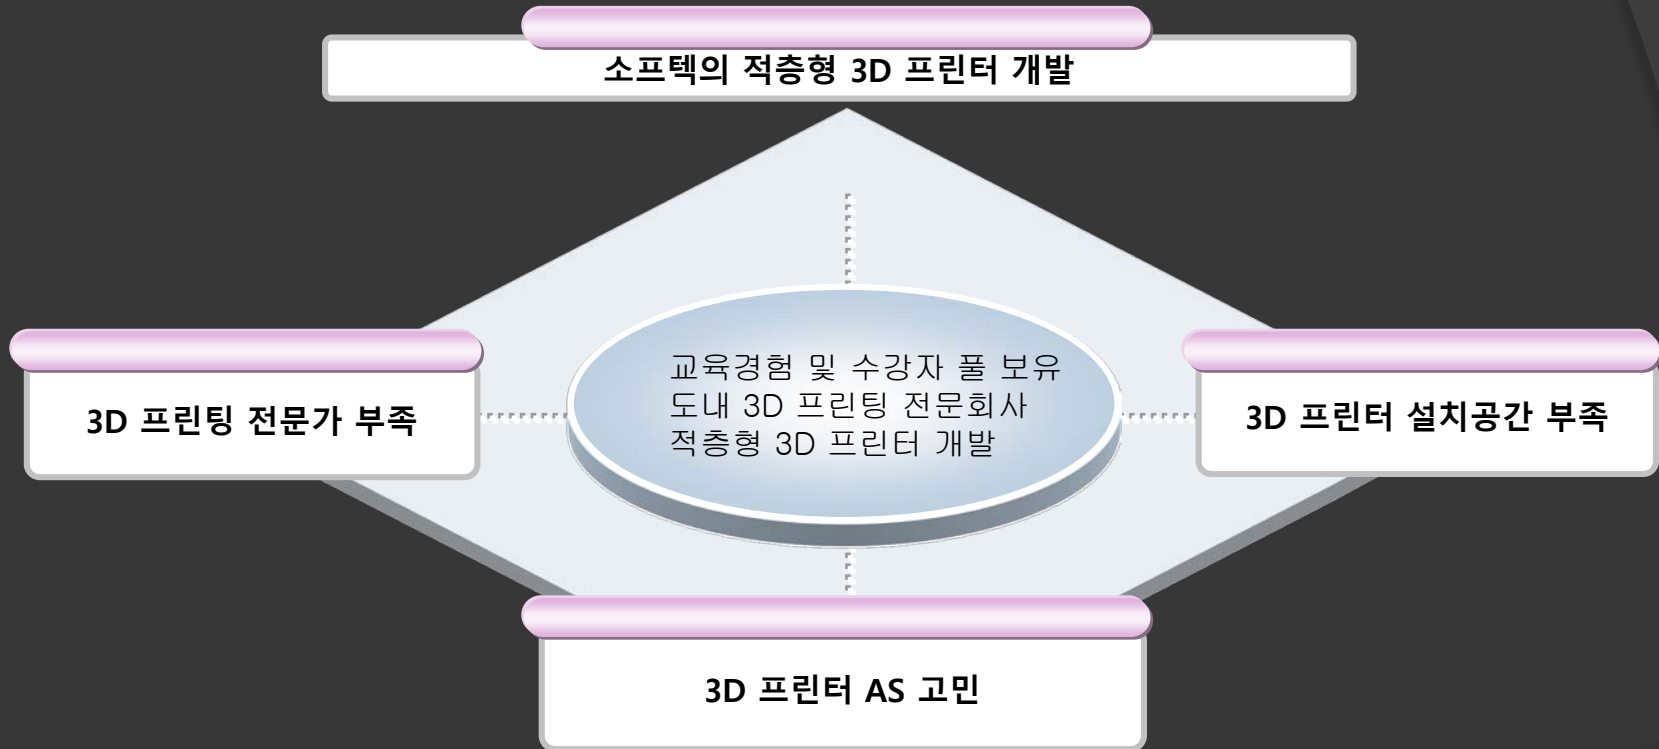 소프텍의 적층형 3D 프린터 개발
교육경험 및 수강자 풀 보유
도내 3D 프린팅 전문회사
적층형 3D 프린터 개발
3D 프린팅 전문가 부족
3D 프린터 설치공간 부족
3D 프린터 AS 고민